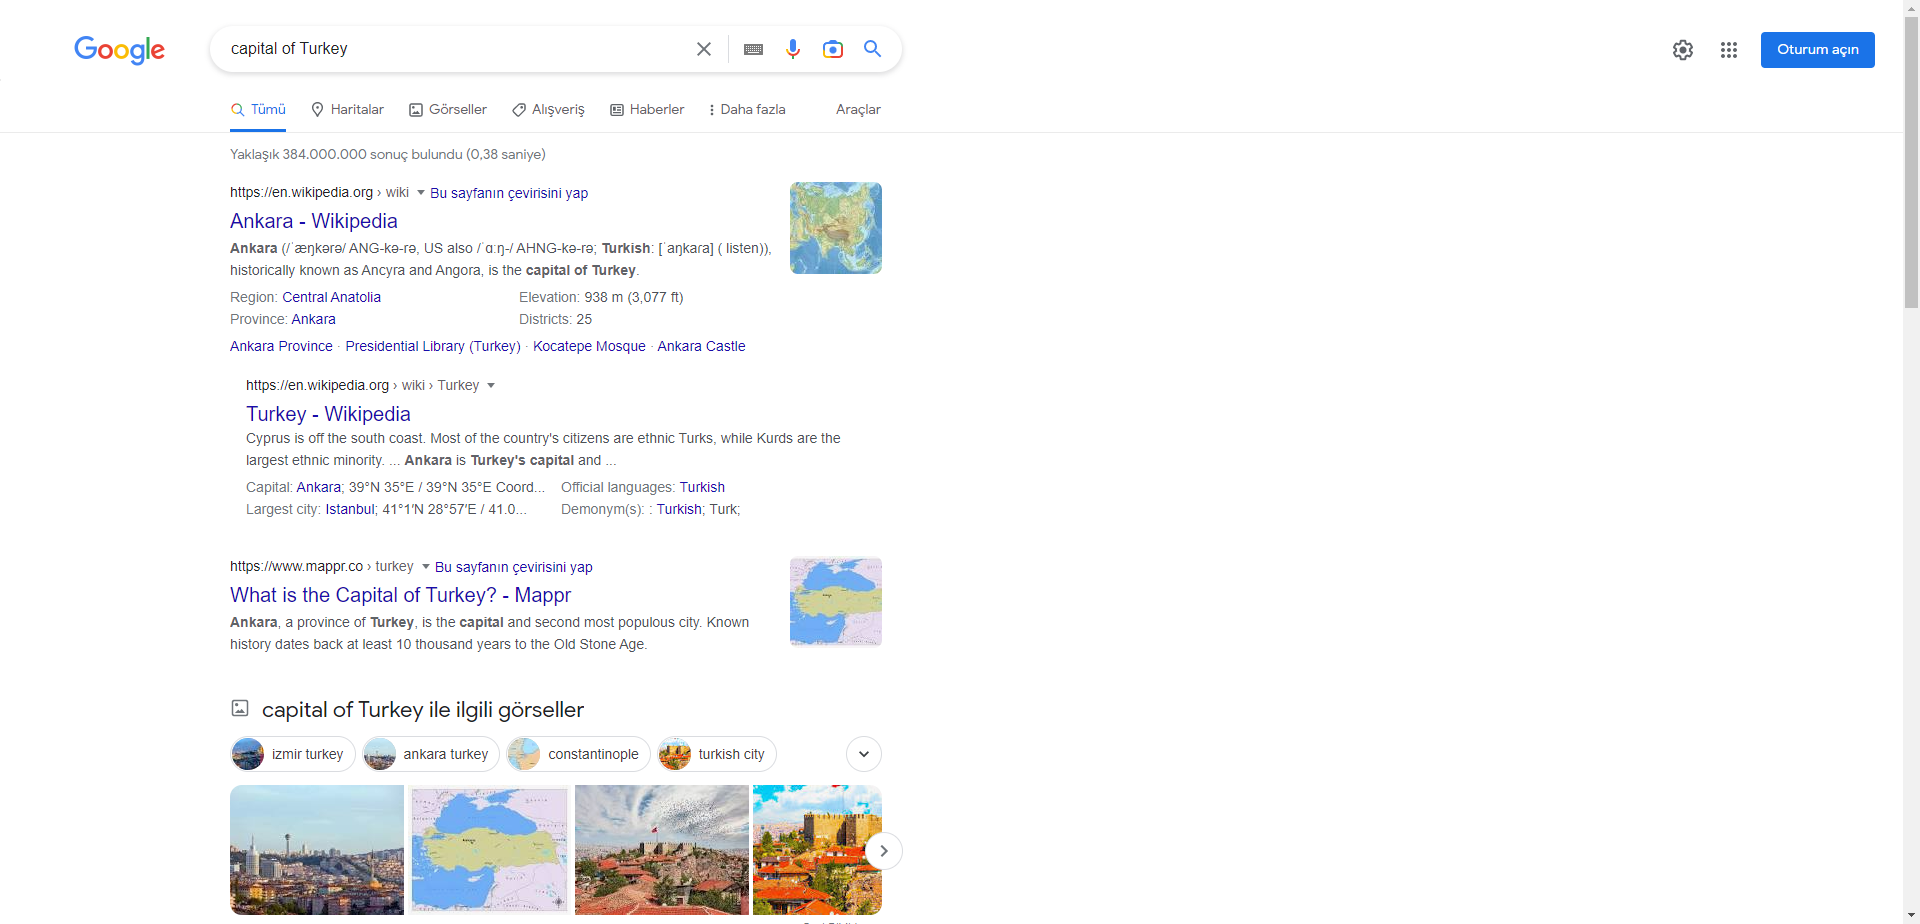 Google
capital of Turkey
Oturum açın
Tümü
Haritalar
Görseller
Alışveriş
Haberler
Daha fazla
Araçlar
Yaklaşık 384.000.000 sonuç bulundu (0,38 saniye)
https://en.wikipedia.org › wiki Bu sayfanın çevirisini yap
Ankara - Wikipedia
Ankara (/ˈæŋkərə/ ANG-kə-rə, US also /ˈɑːŋ-/ AHNG-kə-rə; Turkish: [ˈaŋkaɾa] ( listen)),
historically known as Ancyra and Angora, is the capital of Turkey.
Region: Central Anatolia Elevation: 938 m (3,077 ft)
Province: Ankara Districts: 25
Ankara Province · Presidential Library (Turkey) · Kocatepe Mosque · Ankara Castle
https://en.wikipedia.org › wiki › Turkey
Turkey - Wikipedia
Cyprus is off the south coast. Most of the country's citizens are ethnic Turks, while Kurds are the
largest ethnic minority. ... Ankara is Turkey's capital and ...
Capital: Ankara; 39°N 35°E / 39°N 35°E Coord... Official languages: Turkish
Largest city: Istanbul; 41°1′N 28°57′E / 41.0... Demonym(s): : Turkish; Turk;
https://www.mappr.co › turkey Bu sayfanın çevirisini yap
What is the Capital of Turkey? - Mappr
Ankara, a province of Turkey, is the capital and second most populous city. Known
history dates back at least 10 thousand years to the Old Stone Age.
capital of Turkey ile ilgili görseller
izmir turkey
ankara turkey
constantinople
turkish city